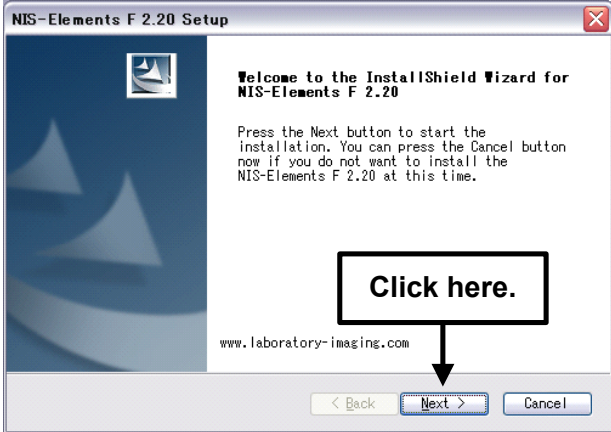 NIS-Elements F 2.20 Setup
Welcome to the InstallShield Wizard for
NIS-Elements F 2.20
Press the Next button to start the
installation. You can press the Cancel button
now if you do not want to install the
NIS-Elements F 2.20 at this time.
Click here.
www.laboratory-imaging.com
< Back Next > Cancel